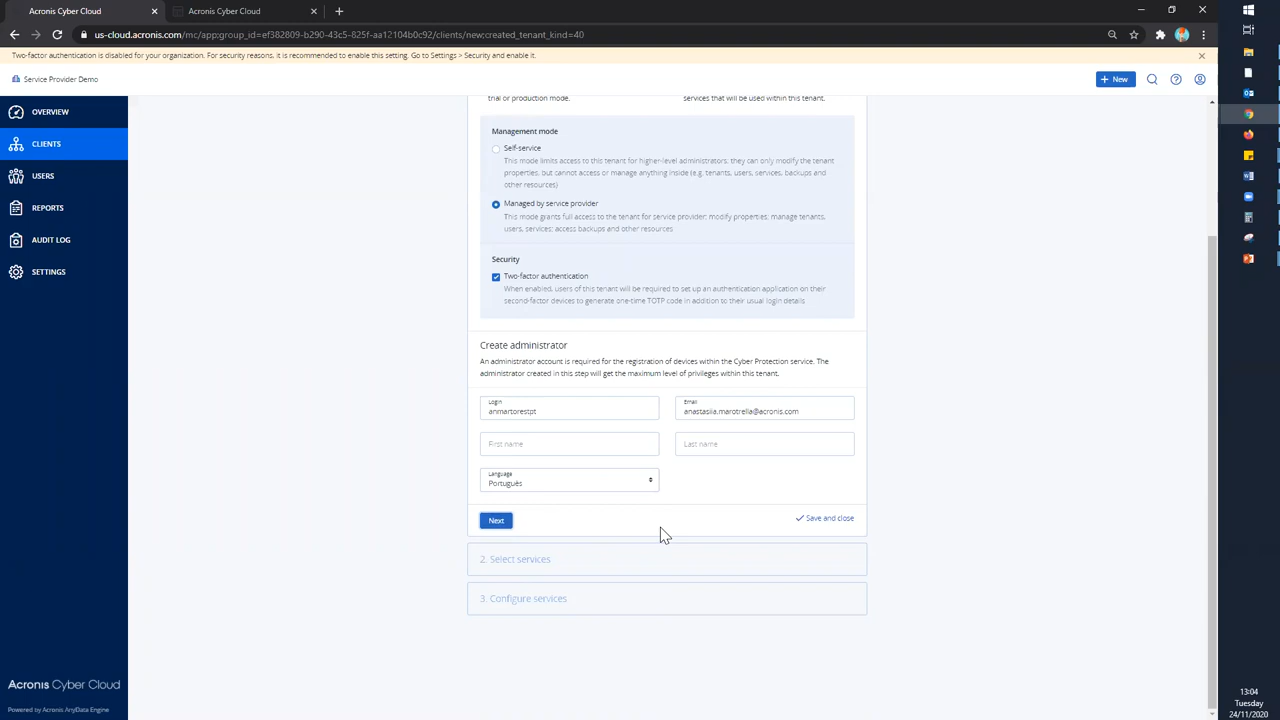 Acronis Cyber Cloud
Acronis Cyber Cloud
us-cloud.acronis.com/mc/app;group_id=ef382809-b290-43c5-825f-aa12104b0c92/clients/new;created_tenant_kind=40
Two-factor authentication is disabled for your organization. For security reasons, it is recommended to enable this setting. Go to Settings > Security and enable it.
Service Provider Demo
New
OVERVIEW
CLIENTS
USERS
REPORTS
AUDIT LOG
SETTINGS
trial or production mode.
services that will be used within this tenant.
Management mode
Self-service
This mode limits access to this tenant for higher-level administrators: they can only modify the tenant
properties, but cannot access or manage anything inside (e.g. tenants, users, services, backups and
other resources)
Managed by service provider
This mode grants full access to the tenant for service provider: modify properties; manage tenants,
users, services; access backups and other resources
Security
Two-factor authentication
When enabled, users of this tenant will be required to set up an authentication application on their
second-factor devices to generate one-time TOTP code in addition to their usual login details
Create administrator
An administrator account is required for the registration of devices within the Cyber Protection service. The
administrator created in this step will get the maximum level of privileges within this tenant.
Login
anmartorestpt
Email
anastasiia.marotrella@acronis.com
First name
Last name
Language
Português
Next
Save and close
2. Select services
3. Configure services
Acronis Cyber Cloud
Powered by Acronis AnyData Engine
13:04
Tuesday
24/11/2020